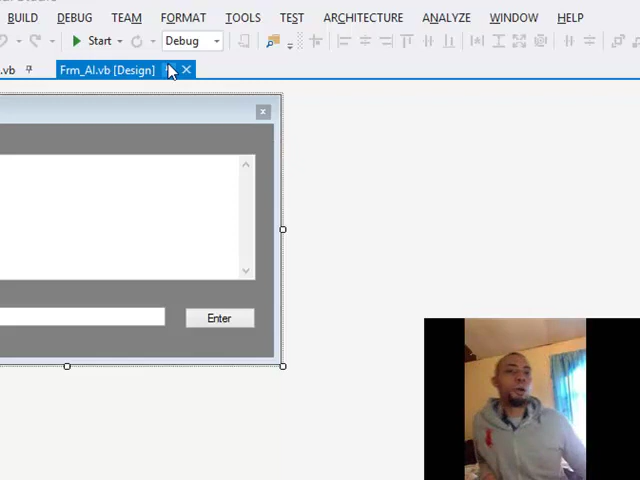 BUILD DEBUG TEAM FORMAT TOOLS TEST ARCHITECTURE ANALYZE WINDOW HELP
Start Debug
.vb Frm_AI.vb [Design]
Enter